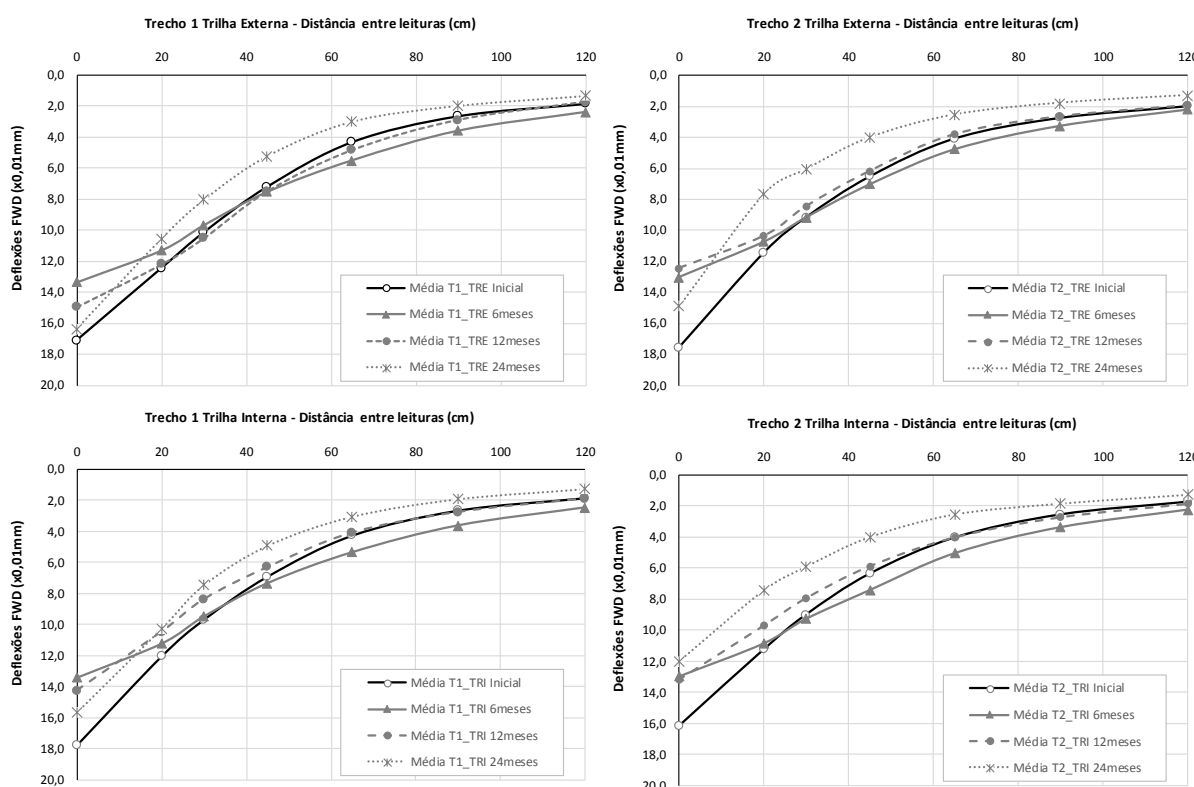 Trecho 1 Trilha Externa - Distância entre leituras (cm)
0 20 40 60 80 100 120
Deflexões FWD (x0,01mm)
0,0
2,0
4,0
6,0
8,0
10,0
12,0
14,0
16,0
18,0
20,0
Média T1_TRE Inicial
Média T1_TRE 6meses
Média T1_TRE 12meses
Média T1_TRE 24meses
Trecho 2 Trilha Externa - Distância entre leituras (cm)
0 20 40 60 80 100 120
Deflexões FWD (x0,01mm)
0,0
2,0
4,0
6,0
8,0
10,0
12,0
14,0
16,0
18,0
20,0
Média T2_TRE Inicial
Média T2_TRE 6meses
Média T2_TRE 12meses
Média T2_TRE 24meses
Trecho 1 Trilha Interna - Distância entre leituras (cm)
0 20 40 60 80 100 120
Deflexões FWD (x0,01mm)
0,0
2,0
4,0
6,0
8,0
10,0
12,0
14,0
16,0
18,0
20,0
Média T1_TRI Inicial
Média T1_TRI 6meses
Média T1_TRI 12meses
Média T1_TRI 24meses
Trecho 2 Trilha Interna - Distância entre leituras (cm)
0 20 40 60 80 100 120
Deflexões FWD (x0,01mm)
0,0
2,0
4,0
6,0
8,0
10,0
12,0
14,0
16,0
18,0
20,0
Média T2_TRI Inicial
Média T2_TRI 6meses
Média T2_TRI 12meses
Média T2_TRI 24meses